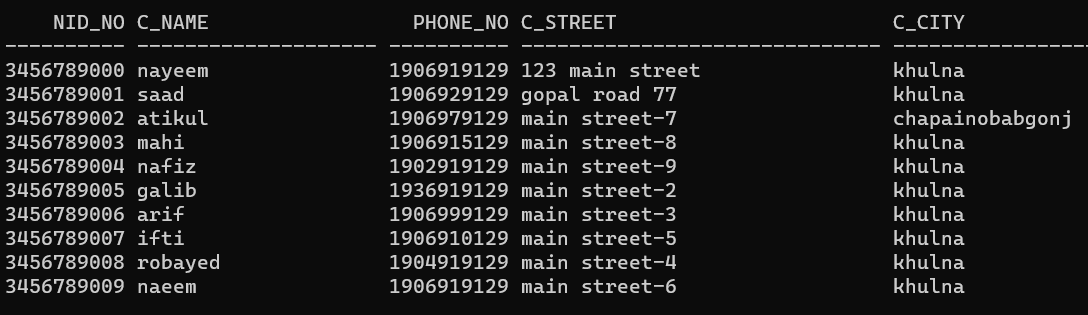 NID_NO C_NAME PHONE_NO C_STREET C_CITY
---------- -------------------- ---------- ------------------------------ ----------------
3456789000 nayeem 1906919129 123 main street khulna
3456789001 saad 1906929129 gopal road 77 khulna
3456789002 atikul 1906979129 main street-7 chapainobabgonj
3456789003 mahi 1906915129 main street-8 khulna
3456789004 nafiz 1902919129 main street-9 khulna
3456789005 galib 1936919129 main street-2 khulna
3456789006 arif 1906999129 main street-3 khulna
3456789007 ifti 1906910129 main street-5 khulna
3456789008 robayed 1904919129 main street-4 khulna
3456789009 naeem 1906919129 main street-6 khulna